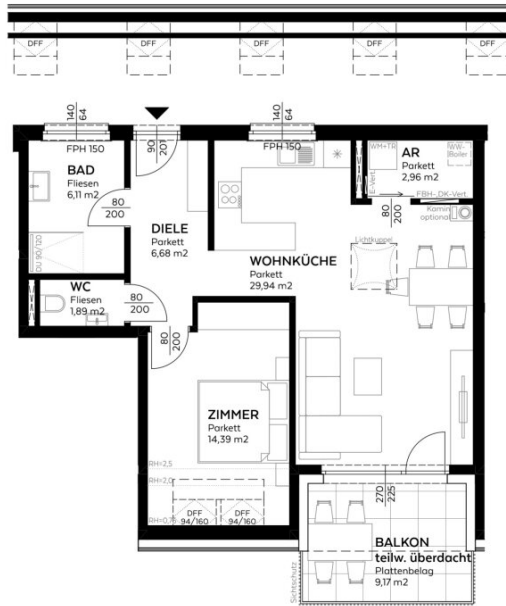 DFF
DFF
DFF
DFF
DFF
140
64
90
201
140
64
FPH 150
FPH 150
BAD
Fliesen
6,11 m2
80
200
DU 90/120
DIELE
Parkett
6,68 m2
WM+TR
E-Vert.
WW-
Boiler
AR
Parkett
2,96 m2
FBH-,DK-Vert.
80
200
Kamin
optional
Lichtkuppel
WOHNKÜCHE
Parkett
29,94 m2
WC
Fliesen
1,89 m2
80
200
80
200
ZIMMER
Parkett
14,39 m2
RH=2,5
RH=2,0
DFF
94/160
DFF
94/160
270
225
BALKON
teilw. überdacht
Plattenbelag
9,17 m2
Sichtschutz